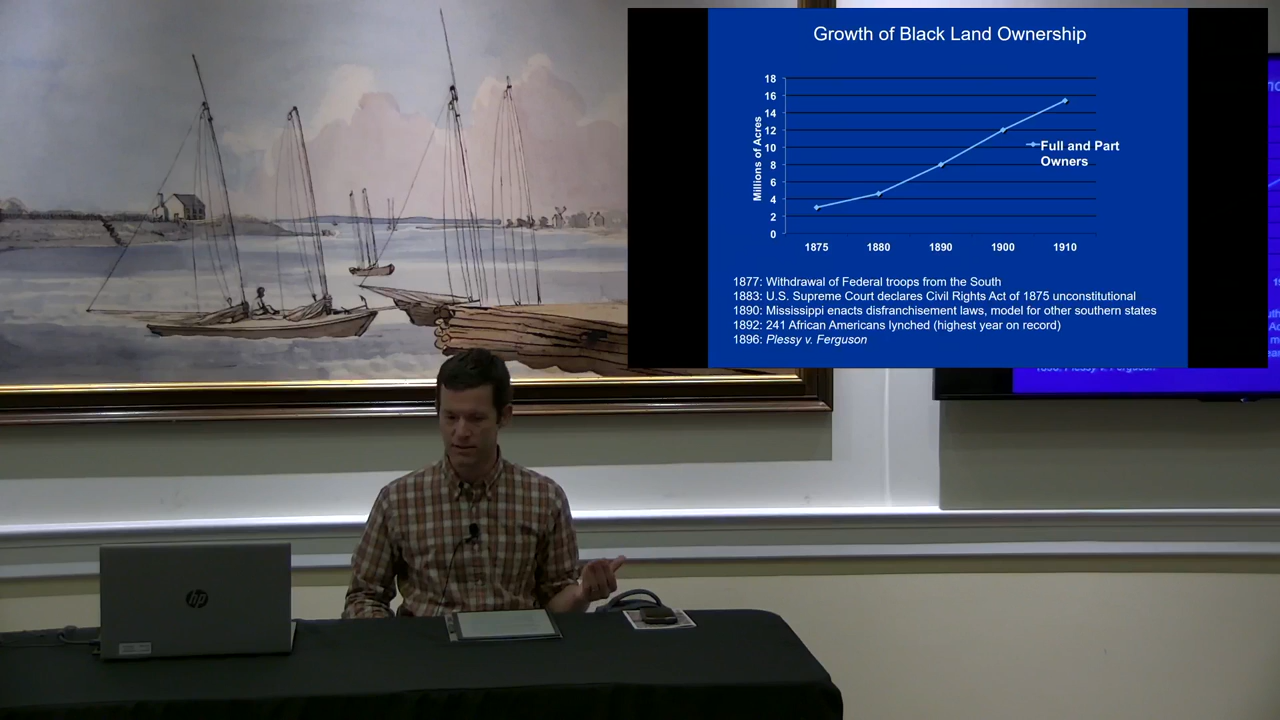 Growth of Black Land Ownership
18
16
14
12
10
8
6
4
2
0
Millions of Acres
1875 1880 1890 1900 1910
Full and Part
Owners
1877: Withdrawal of Federal troops from the South
1883: U.S. Supreme Court declares Civil Rights Act of 1875 unconstitutional
1890: Mississippi enacts disfranchisement laws, model for other southern states
1892: 241 African Americans lynched (highest year on record)
1896: Plessy v. Ferguson
1896: Plessy v. Ferguson
hp